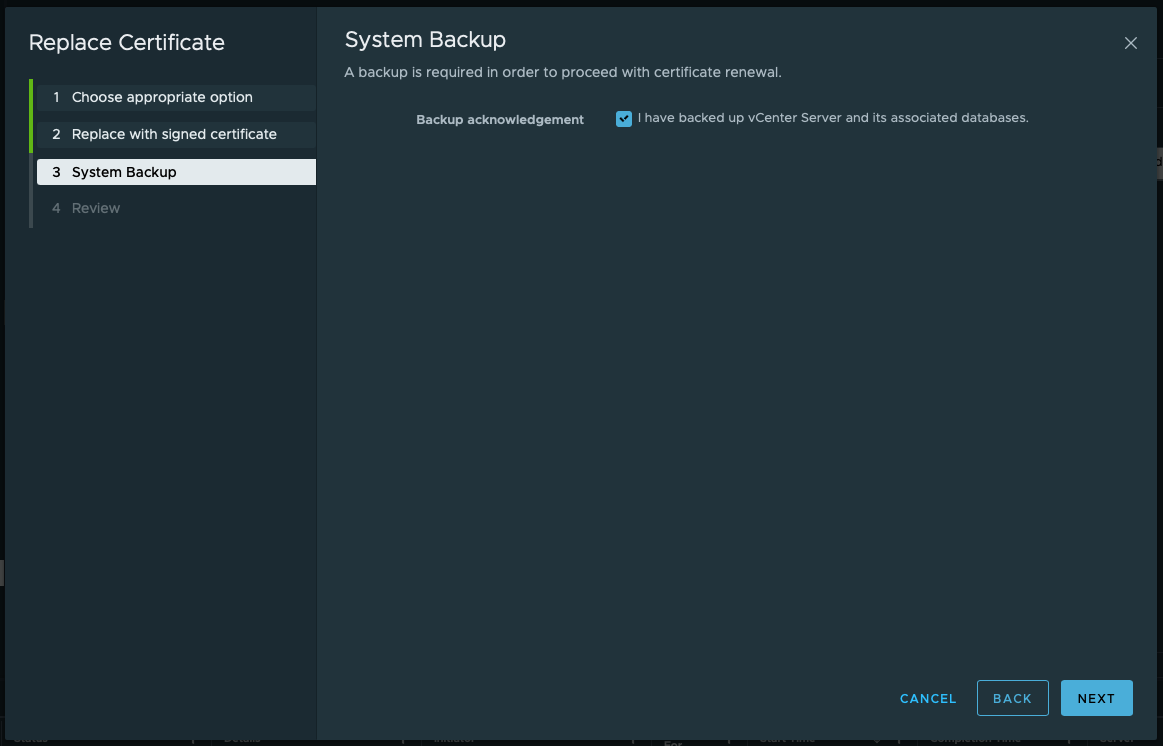 Replace Certificate
1 Choose appropriate option
2 Replace with signed certificate
3 System Backup
4 Review
System Backup
A backup is required in order to proceed with certificate renewal.
Backup acknowledgement
I have backed up vCenter Server and its associated databases.
CANCEL BACK NEXT